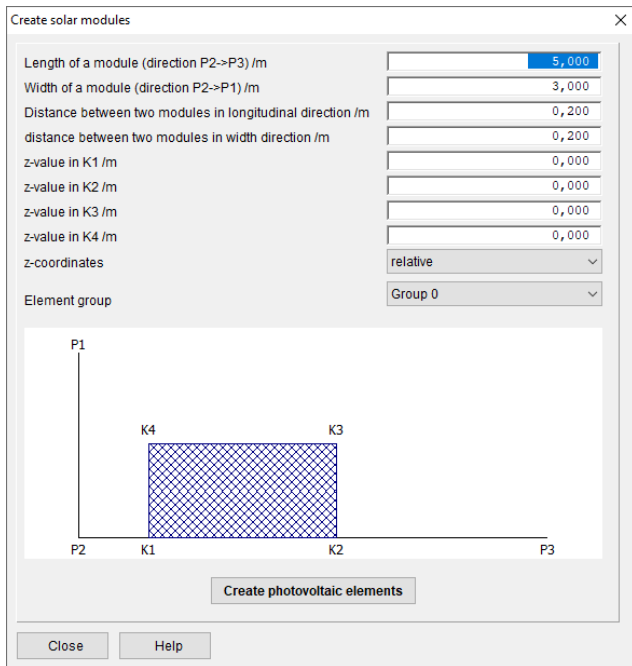 Create solar modules
Length of a module (direction P2->P3) /m 5,000
Width of a module (direction P2->P1) /m 3,000
Distance between two modules in longitudinal direction /m 0,200
distance between two modules in width direction /m 0,200
z-value in K1 /m 0,000
z-value in K2 /m 0,000
z-value in K3 /m 0,000
z-value in K4 /m 0,000
z-coordinates relative
Element group Group 0
P1
K4 K3
P2 K1 K2 P3
Create photovoltaic elements
Close Help